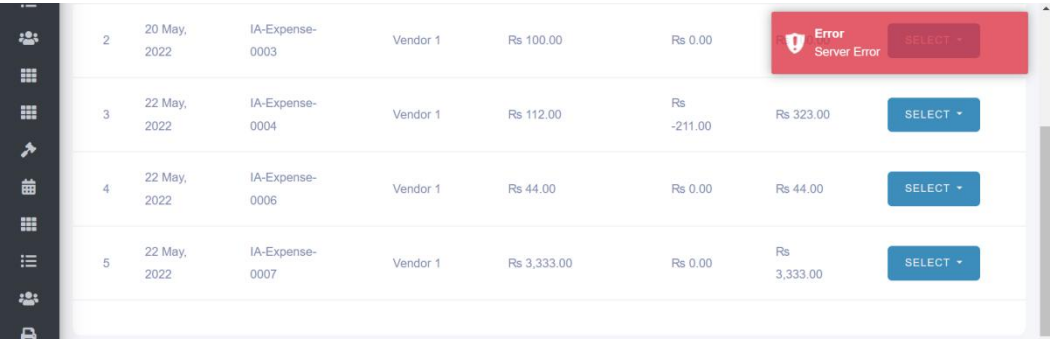 2 20 May, 2022 IA-Expense-0003 Vendor 1 Rs 100.00 Rs 0.00 SELECT
Error
Server Error
3 22 May, 2022 IA-Expense-0004 Vendor 1 Rs 112.00 Rs -211.00 Rs 323.00 SELECT
4 22 May, 2022 IA-Expense-0006 Vendor 1 Rs 44.00 Rs 0.00 Rs 44.00 SELECT
5 22 May, 2022 IA-Expense-0007 Vendor 1 Rs 3,333.00 Rs 0.00 Rs 3,333.00 SELECT